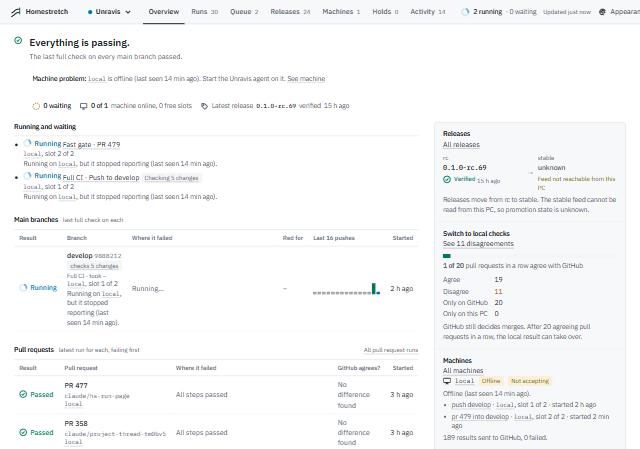 Homestretch Unravis Overview Runs 30 Queue 2 Releases 24 Machines 1 Holds 0 Activity 14 2 running · 0 waiting Updated just now Appearan
Everything is passing.
The last full check on every main branch passed.
Machine problem: local is offline (last seen 14 min ago). Start the Unravis agent on it. See machine
0 waiting 0 of 1 machine online, 0 free slots Latest release 0.1.0-rc.69 verified 15 h ago
Running and waiting
Running Fast gate · PR 479
local, slot 2 of 2
Running on local, but it stopped reporting (last seen 14 min ago).
Running Full CI · Push to develop Checking 5 changes
local, slot 1 of 2
Running on local, but it stopped reporting (last seen 14 min ago).
Main branches last full check on each
Result Branch Where it failed Red for Last 16 pushes Started
develop 9888212
checks 5 changes
Full CI · took –
Running local, slot 1 of 2 Running... – 2 h ago
Running on local,
but it stopped
reporting (last
seen 14 min ago).
Pull requests latest run for each, failing first All pull request runs
Result Pull request Where it failed GitHub agrees? Started
Passed PR 477
claude/hs-run-page
local
All steps passed
No
difference
found
3 h ago
Passed PR 358
claude/project-thread-tm0bv5
local
All steps passed
No
difference
found
3 h ago
Releases
All releases
rc
0.1.0-rc.69
Verified 15 h ago
→
stable
unknown
Feed not reachable from this
PC
Releases move from rc to stable. The stable feed cannot be
read from this PC, so promotion state is unknown.
Switch to local checks
See 11 disagreements
1 of 20 pull requests in a row agree with GitHub
Agree 19
Disagree 11
Only on GitHub 20
Only on this PC 0
GitHub still decides merges. After 20 agreeing pull
requests in a row, the local result can take over.
Machines
All machines
local Offline Not accepting
Offline (last seen 14 min ago).
push develop · local, slot 1 of 2 · started 2 h ago
pr 479 into develop · local, slot 2 of 2 · started 2 min
ago
189 results sent to GitHub, 0 failed.